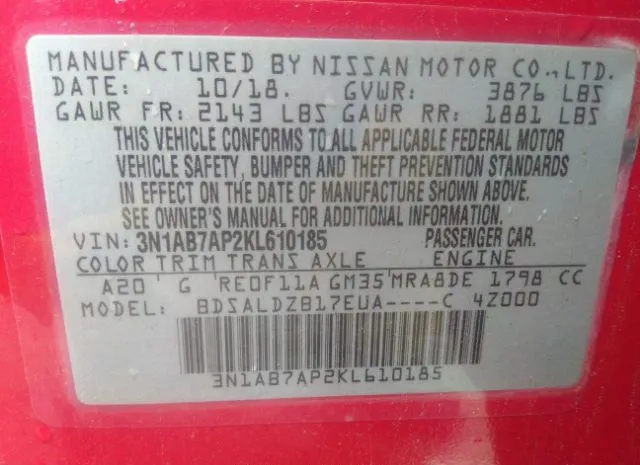 MANUFACTURED BY NISSAN MOTOR CO.,LTD.
DATE: 10/18. GVWR: 3876 LBS
GAWR FR: 2143 LBS GAWR RR: 1881 LBS
THIS VEHICLE CONFORMS TO ALL APPLICABLE FEDERAL MOTOR
VEHICLE SAFETY, BUMPER AND THEFT PREVENTION STANDARDS
IN EFFECT ON THE DATE OF MANUFACTURE SHOWN ABOVE.
SEE OWNER'S MANUAL FOR ADDITIONAL INFORMATION.
VIN: 3N1AB7AP2KL610185 PASSENGER CAR.
COLOR TRIM TRANS AXLE ENGINE
A20 G RE0F11A GM35 MRA8DE 1798 CC
MODEL: BDSALDZB17EUA----C 4Z000
3N1AB7AP2KL610185